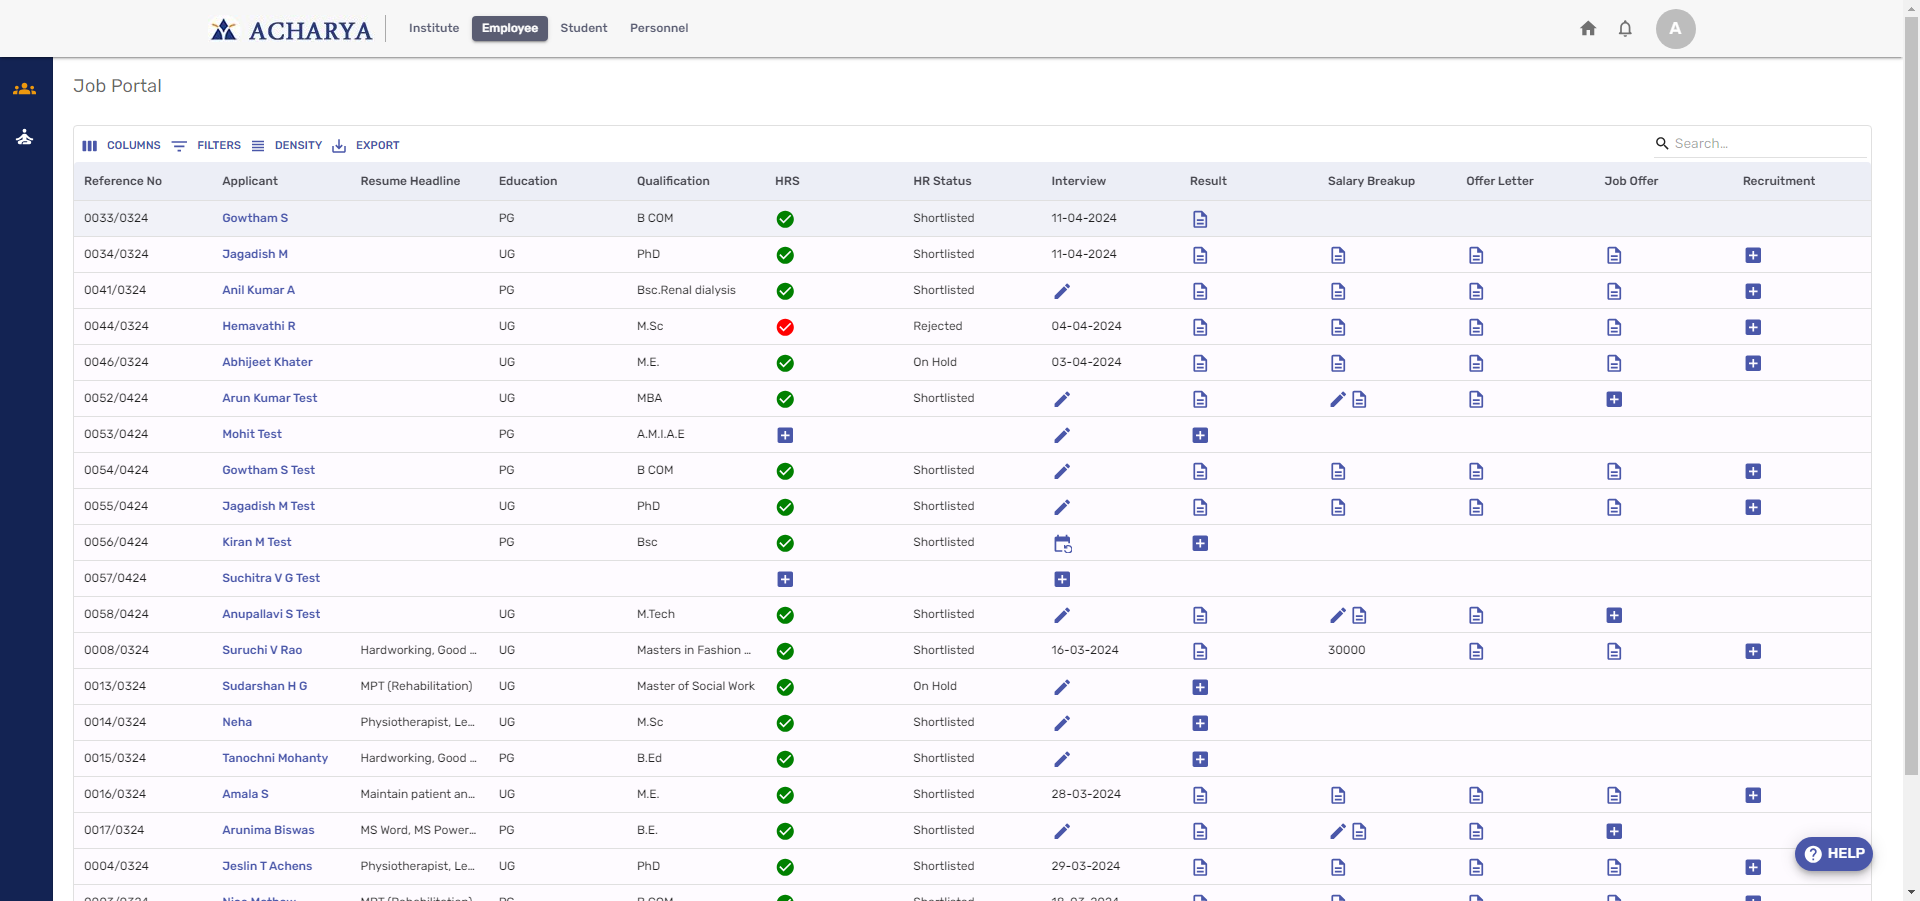 ACHARYA Institute Employee Student Personnel A
Job Portal
COLUMNS FILTERS DENSITY EXPORT Search...
Reference No Applicant Resume Headline Education Qualification HRS HR Status Interview Result Salary Breakup Offer Letter Job Offer Recruitment
0033/0324 Gowtham S PG B COM Shortlisted 11-04-2024
0034/0324 Jagadish M UG PhD Shortlisted 11-04-2024
0041/0324 Anil Kumar A PG Bsc.Renal dialysis Shortlisted
0044/0324 Hemavathi R UG M.Sc Rejected 04-04-2024
0046/0324 Abhijeet Khater UG M.E. On Hold 03-04-2024
0052/0424 Arun Kumar Test UG MBA Shortlisted
0053/0424 Mohit Test PG A.M.I.A.E
0054/0424 Gowtham S Test PG B COM Shortlisted
0055/0424 Jagadish M Test UG PhD Shortlisted
0056/0424 Kiran M Test PG Bsc Shortlisted
0057/0424 Suchitra V G Test
0058/0424 Anupallavi S Test UG M.Tech Shortlisted
0008/0324 Suruchi V Rao Hardworking, Good ... UG Masters in Fashion ... Shortlisted 16-03-2024 30000
0013/0324 Sudarshan H G MPT (Rehabilitation) UG Master of Social Work On Hold
0014/0324 Neha Physiotherapist, Le... UG M.Sc Shortlisted
0015/0324 Tanochni Mohanty Hardworking, Good ... PG B.Ed Shortlisted
0016/0324 Amala S Maintain patient an... UG M.E. Shortlisted 28-03-2024
0017/0324 Arunima Biswas MS Word, MS Power... PG B.E. Shortlisted
0004/0324 Jeslin T Achens Physiotherapist, Le... UG PhD Shortlisted 29-03-2024
HELP